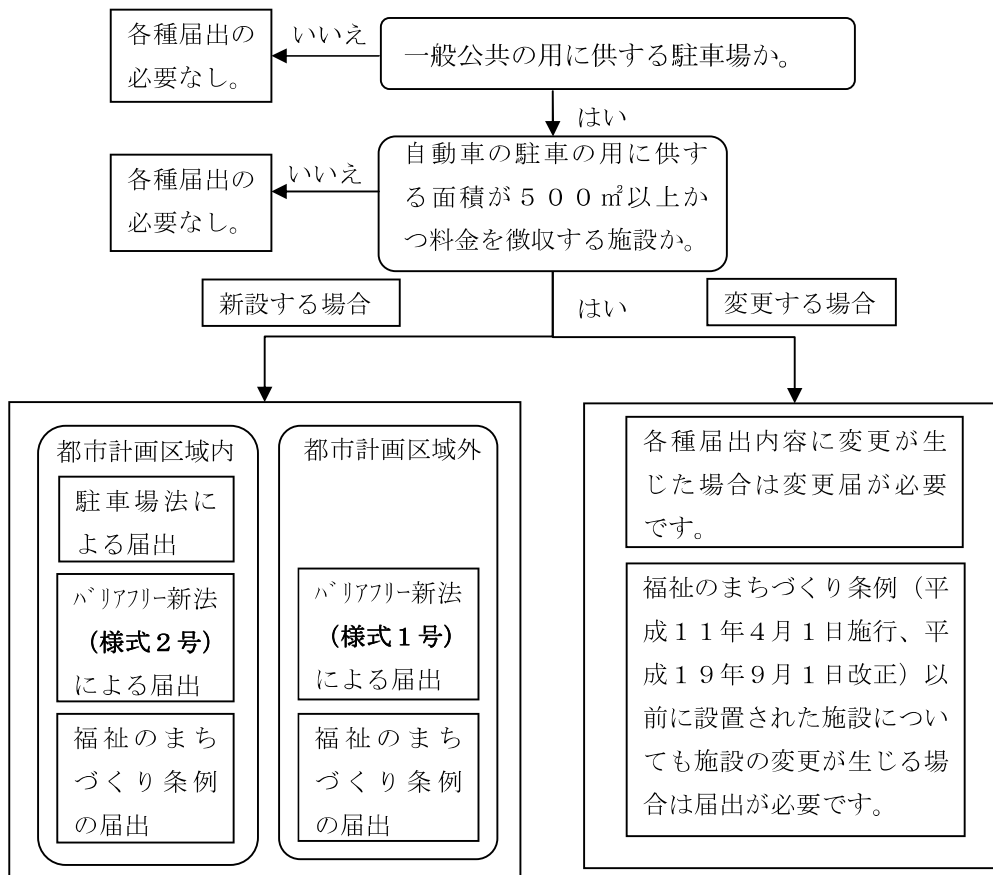 各種届出の
必要なし。
いいえ
一般公共の用に供する駐車場か。
はい
各種届出の
必要なし。
いいえ
自動車の駐車の用に供す
る面積が５００㎡以上か
つ料金を徴収する施設か。
新設する場合
はい
変更する場合
都市計画区域内
駐車場法に
よる届出
ﾊﾞﾘｱﾌﾘｰ新法
（様式２号）
による届出
福祉のまち
づくり条例
の届出
都市計画区域外
ﾊﾞﾘｱﾌﾘｰ新法
（様式１号）
による届出
福祉のまち
づくり条例
の届出
各種届出内容に変更が生
じた場合は変更届が必要
です。
福祉のまちづくり条例（平
成１１年４月１日施行、平
成１９年９月１日改正）以
前に設置された施設につい
ても施設の変更が生じる場
合は届出が必要です。